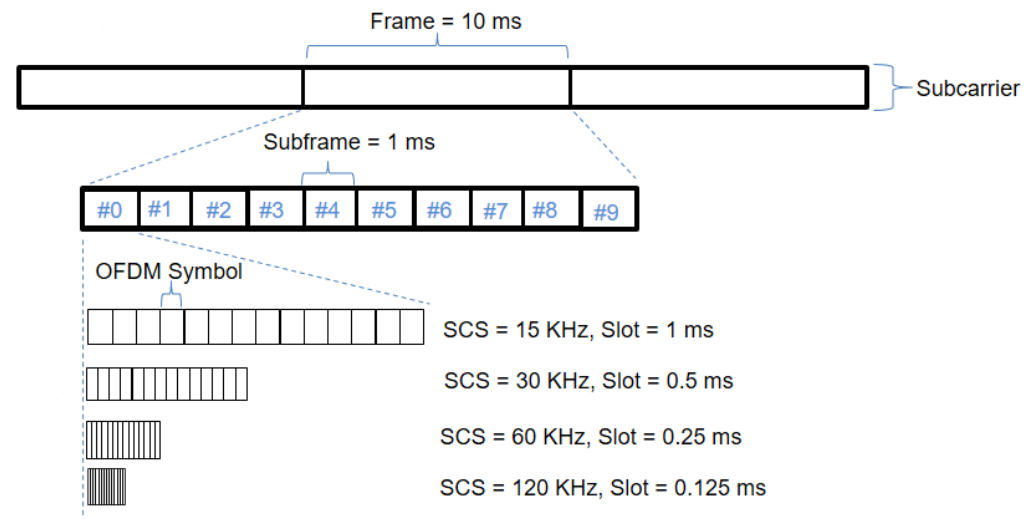 Frame = 10 ms
Subcarrier
Subframe = 1 ms
#0 #1 #2 #3 #4 #5 #6 #7 #8 #9
OFDM Symbol
SCS = 15 KHz, Slot = 1 ms
SCS = 30 KHz, Slot = 0.5 ms
SCS = 60 KHz, Slot = 0.25 ms
SCS = 120 KHz, Slot = 0.125 ms